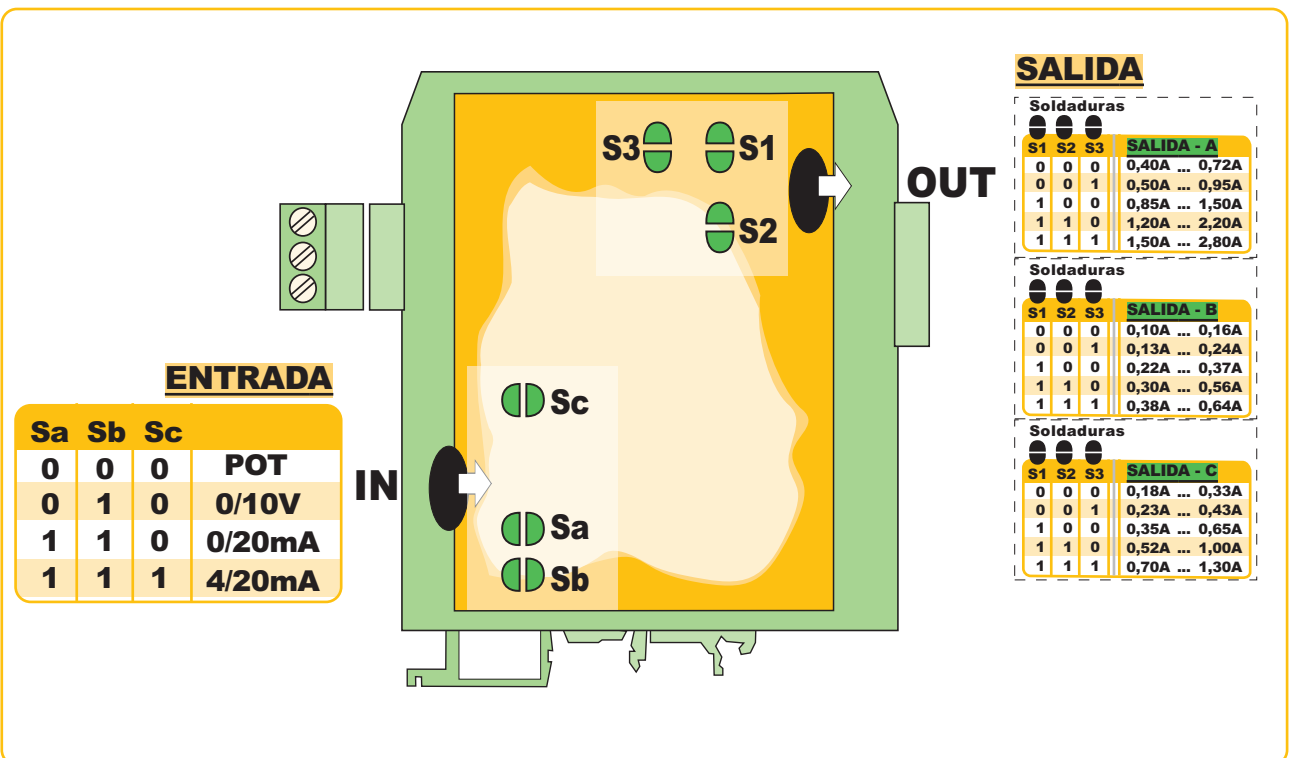 SALIDA
Soldaduras
S1 S2 S3 SALIDA - A
0 0 0 0,40A ... 0,72A
0 0 1 0,50A ... 0,95A
1 0 0 0,85A ... 1,50A
1 1 0 1,20A ... 2,20A
1 1 1 1,50A ... 2,80A
Soldaduras
S1 S2 S3 SALIDA - B
0 0 0 0,10A ... 0,16A
0 0 1 0,13A ... 0,24A
1 0 0 0,22A ... 0,37A
1 1 0 0,30A ... 0,56A
1 1 1 0,38A ... 0,64A
Soldaduras
S1 S2 S3 SALIDA - C
0 0 0 0,18A ... 0,33A
0 0 1 0,23A ... 0,43A
1 0 0 0,35A ... 0,65A
1 1 0 0,52A ... 1,00A
1 1 1 0,70A ... 1,30A
S3 S1
OUT
S2
ENTRADA
Sa Sb Sc
0 0 0 POT
0 1 0 0/10V
1 1 0 0/20mA
1 1 1 4/20mA
Sc
IN
Sa
Sb